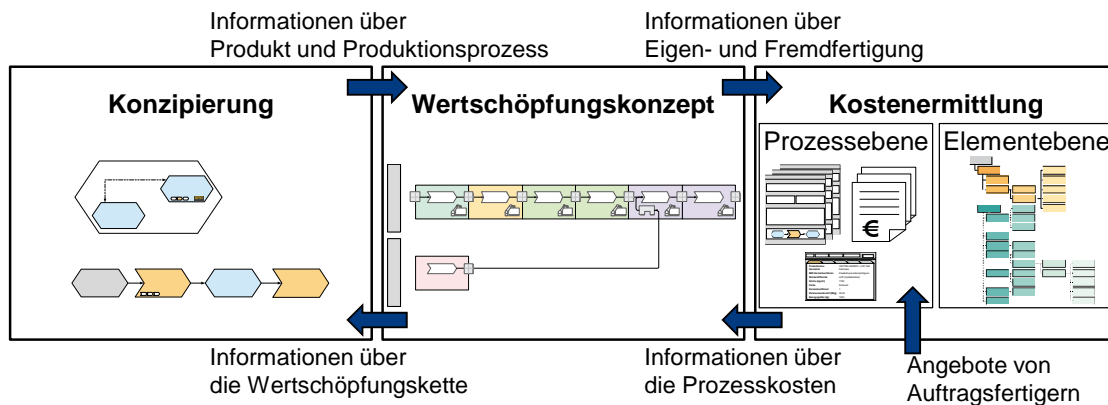 Informationen über
Produkt und Produktionsprozess
Informationen über
Eigen- und Fremdfertigung
Konzipierung
Wertschöpfungskonzept
Kostenermittlung
Prozessebene
Elementebene
€
Informationen über
die Wertschöpfungskette
Informationen über
die Prozesskosten
Angebote von
Auftragsfertigern